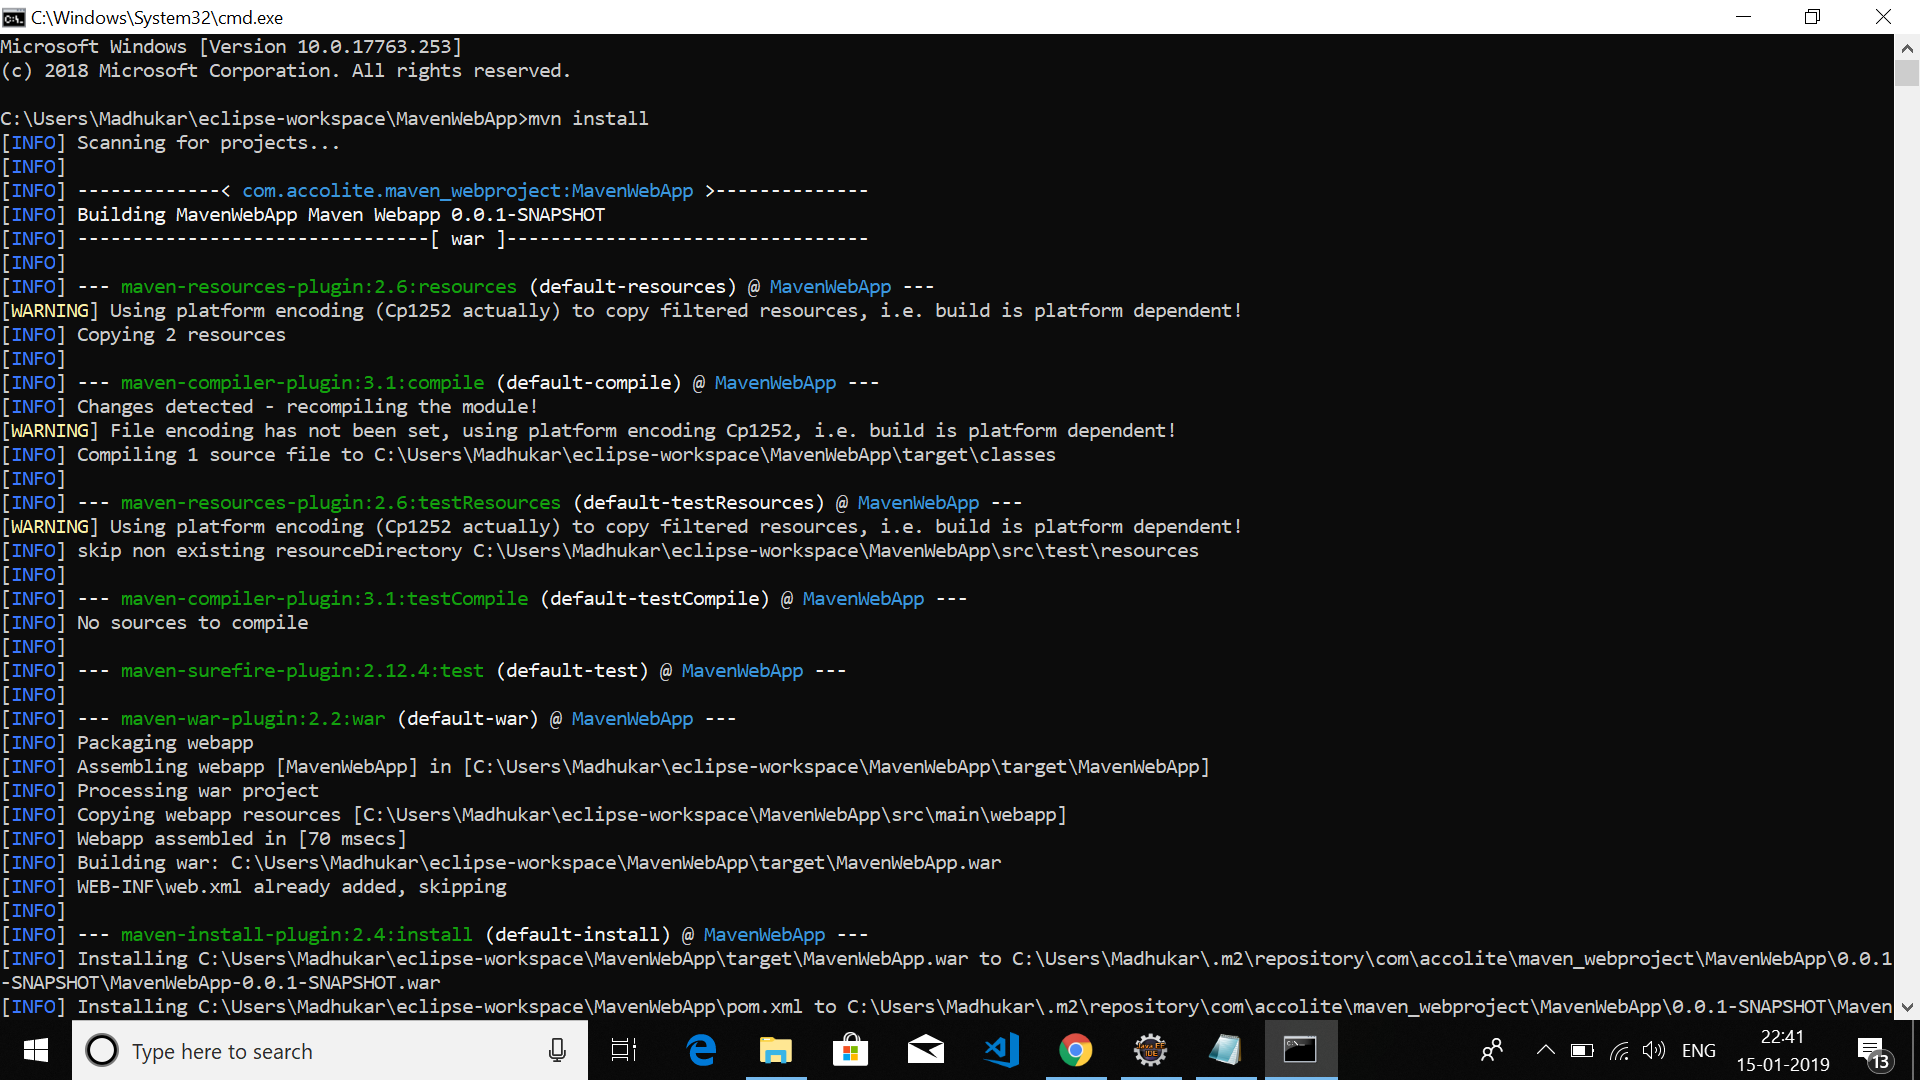 C:\Windows\System32\cmd.exe
Microsoft Windows [Version 10.0.17763.253]
(c) 2018 Microsoft Corporation. All rights reserved.
C:\Users\Madhukar\eclipse-workspace\MavenWebApp>mvn install
[INFO] Scanning for projects...
[INFO]
[INFO] -------------< com.accolite.maven_webproject:MavenWebApp >--------------
[INFO] Building MavenWebApp Maven Webapp 0.0.1-SNAPSHOT
[INFO] --------------------------------[ war ]---------------------------------
[INFO]
[INFO] --- maven-resources-plugin:2.6:resources (default-resources) @ MavenWebApp ---
[WARNING] Using platform encoding (Cp1252 actually) to copy filtered resources, i.e. build is platform dependent!
[INFO] Copying 2 resources
[INFO]
[INFO] --- maven-compiler-plugin:3.1:compile (default-compile) @ MavenWebApp ---
[INFO] Changes detected - recompiling the module!
[WARNING] File encoding has not been set, using platform encoding Cp1252, i.e. build is platform dependent!
[INFO] Compiling 1 source file to C:\Users\Madhukar\eclipse-workspace\MavenWebApp\target\classes
[INFO]
[INFO] --- maven-resources-plugin:2.6:testResources (default-testResources) @ MavenWebApp ---
[WARNING] Using platform encoding (Cp1252 actually) to copy filtered resources, i.e. build is platform dependent!
[INFO] skip non existing resourceDirectory C:\Users\Madhukar\eclipse-workspace\MavenWebApp\src\test\resources
[INFO]
[INFO] --- maven-compiler-plugin:3.1:testCompile (default-testCompile) @ MavenWebApp ---
[INFO] No sources to compile
[INFO]
[INFO] --- maven-surefire-plugin:2.12.4:test (default-test) @ MavenWebApp ---
[INFO]
[INFO] --- maven-war-plugin:2.2:war (default-war) @ MavenWebApp ---
[INFO] Packaging webapp
[INFO] Assembling webapp [MavenWebApp] in [C:\Users\Madhukar\eclipse-workspace\MavenWebApp\target\MavenWebApp]
[INFO] Processing war project
[INFO] Copying webapp resources [C:\Users\Madhukar\eclipse-workspace\MavenWebApp\src\main\webapp]
[INFO] Webapp assembled in [70 msecs]
[INFO] Building war: C:\Users\Madhukar\eclipse-workspace\MavenWebApp\target\MavenWebApp.war
[INFO] WEB-INF\web.xml already added, skipping
[INFO]
[INFO] --- maven-install-plugin:2.4:install (default-install) @ MavenWebApp ---
[INFO] Installing C:\Users\Madhukar\eclipse-workspace\MavenWebApp\target\MavenWebApp.war to C:\Users\Madhukar\.m2\repository\com\accolite\maven_webproject\MavenWebApp\0.0.1
-SNAPSHOT\MavenWebApp-0.0.1-SNAPSHOT.war
[INFO] Installing C:\Users\Madhukar\eclipse-workspace\MavenWebApp\pom.xml to C:\Users\Madhukar\.m2\repository\com\accolite\maven_webproject\MavenWebApp\0.0.1-SNAPSHOT\Maven
Type here to search
Java EE
IDE
ENG
22:41
15-01-2019
13